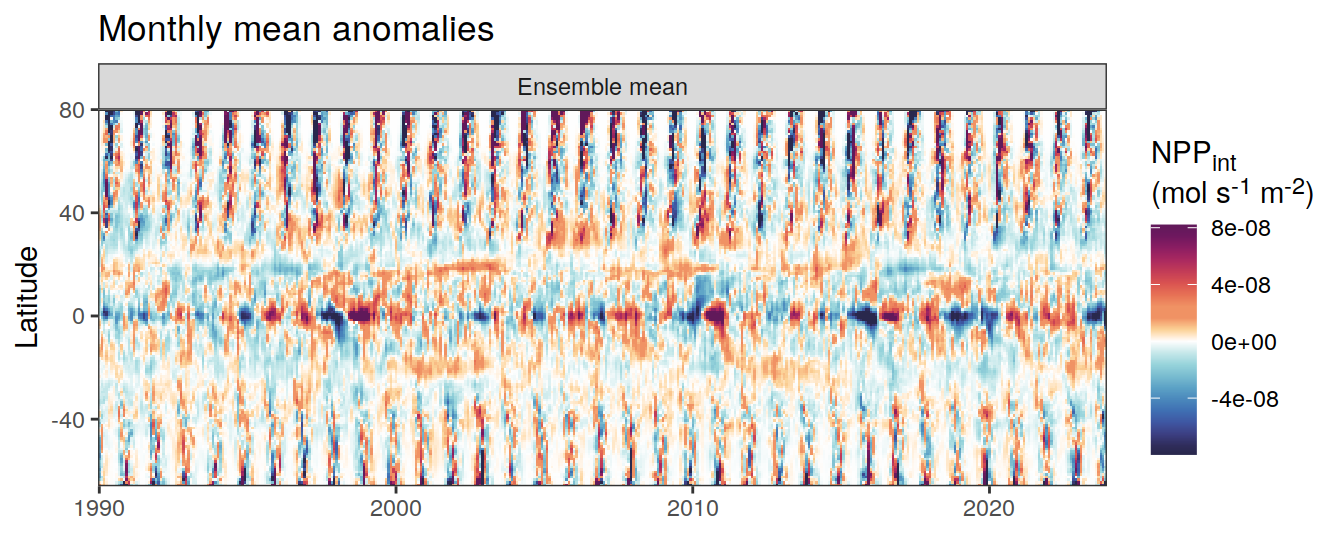 Monthly mean anomalies
Ensemble mean
80
40
0
-40
Latitude
1990
2000
2010
2020
NPPint
(mol s-1 m-2)
8e-08
4e-08
0e+00
-4e-08